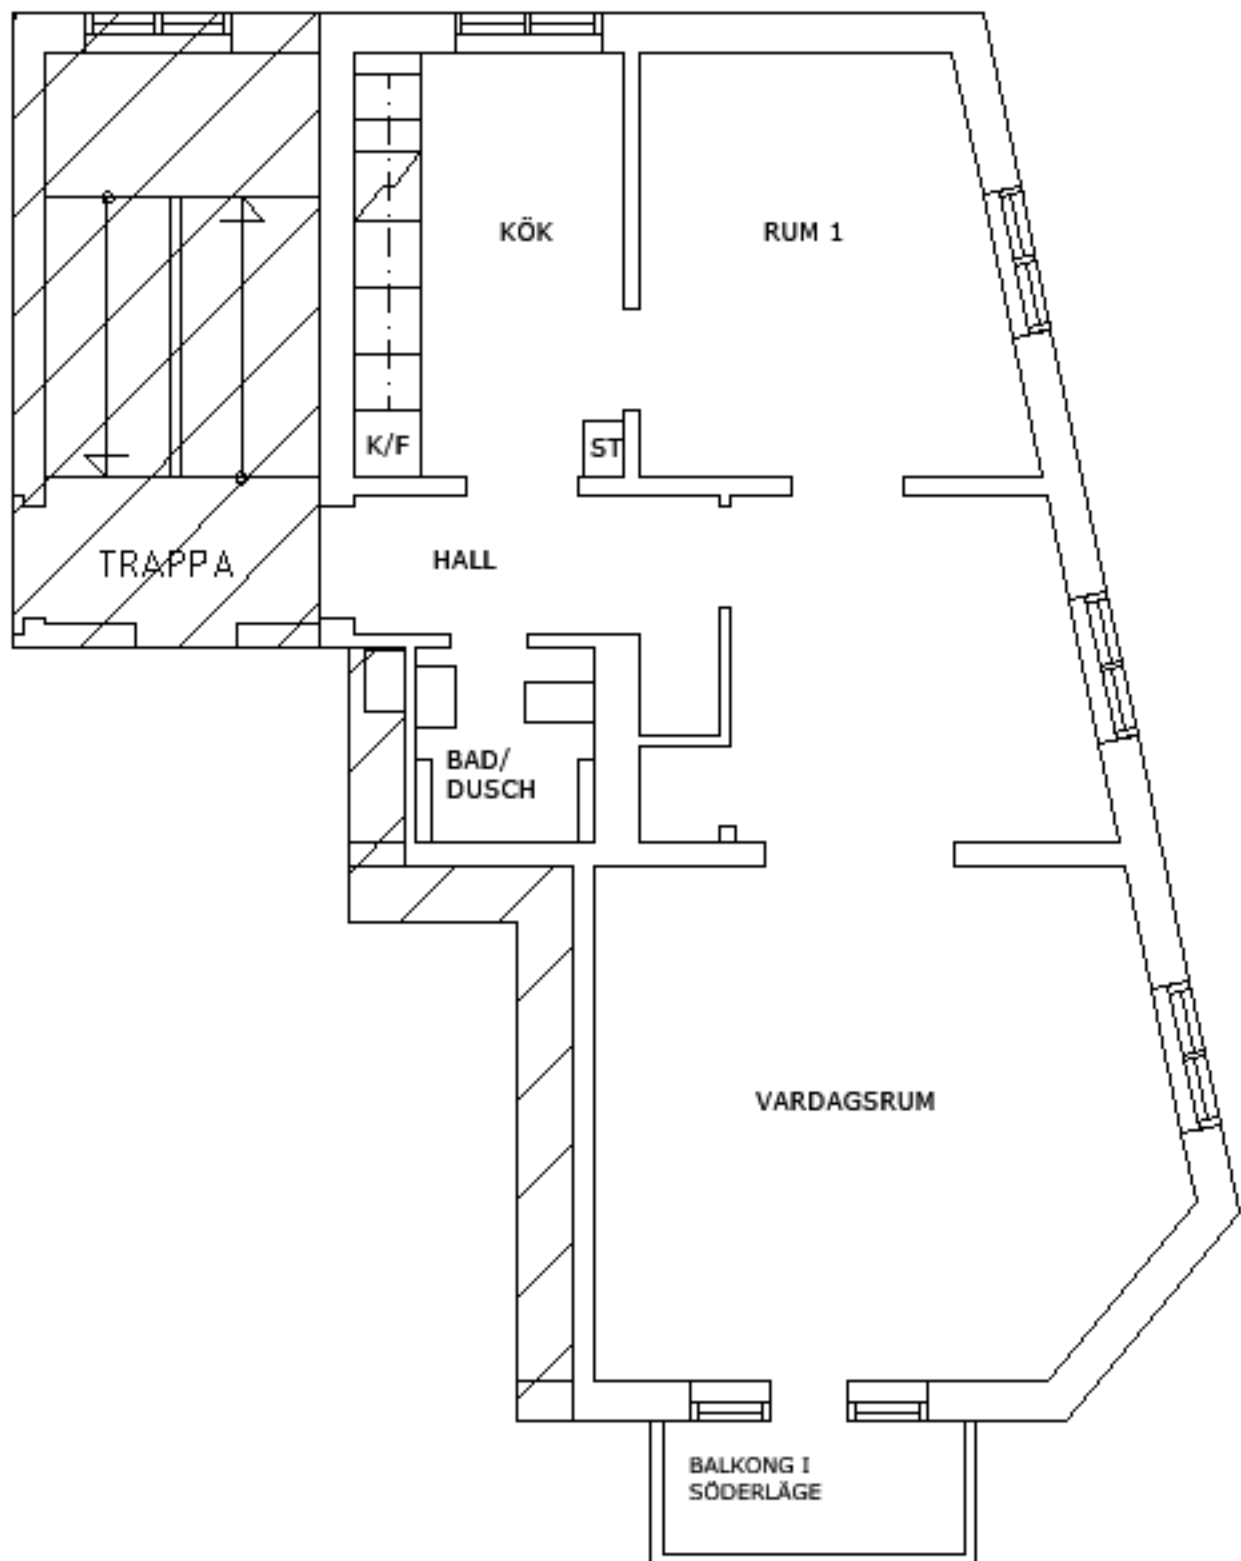 KÖK
RUM 1
K/F
ST
TRAPPA
HALL
BAD/
DUSCH
VARDAGSRUM
BALKONG I
SÖDERLÄGE